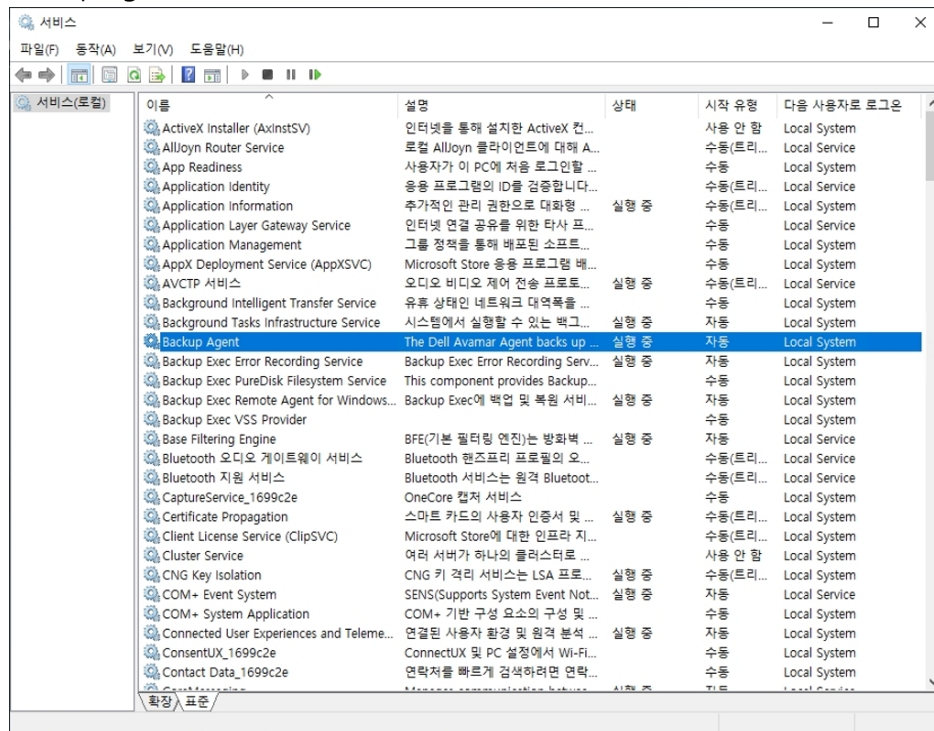 서비스
파일(F) 동작(A) 보기(V) 도움말(H)
서비스(로컬)
이름 설명 상태 시작 유형 다음 사용자로 로그온
ActiveX Installer (AxInstSV) 인터넷을 통해 설치한 ActiveX 컨... 사용 안 함 Local System
AllJoyn Router Service 로컬 AllJoyn 클라이언트에 대해 A... 수동(트리... Local Service
App Readiness 사용자가 이 PC에 처음 로그인할 ... 수동 Local System
Application Identity 응용 프로그램의 ID를 검증합니다... 수동(트리... Local Service
Application Information 추가적인 관리 권한으로 대화형 ... 실행 중 수동(트리... Local System
Application Layer Gateway Service 인터넷 연결 공유를 위한 타사 프... 수동 Local Service
Application Management 그룹 정책을 통해 배포된 소프트... 수동 Local System
AppX Deployment Service (AppXSVC) Microsoft Store 응용 프로그램 배... 수동 Local System
AVCTP 서비스 오디오 비디오 제어 전송 프로토... 실행 중 수동(트리... Local Service
Background Intelligent Transfer Service 유휴 상태인 네트워크 대역폭을 ... 수동 Local System
Background Tasks Infrastructure Service 시스템에서 실행할 수 있는 백그... 실행 중 자동 Local System
Backup Agent The Dell Avamar Agent backs up ... 실행 중 자동 Local System
Backup Exec Error Recording Service Backup Exec Error Recording Serv... 실행 중 자동 Local System
Backup Exec PureDisk Filesystem Service This component provides Backup... 수동 Local System
Backup Exec Remote Agent for Windows... Backup Exec에 백업 및 복원 서비... 실행 중 자동 Local System
Backup Exec VSS Provider 수동 Local System
Base Filtering Engine BFE(기본 필터링 엔진)는 방화벽 ... 실행 중 자동 Local Service
Bluetooth 오디오 게이트웨이 서비스 Bluetooth 핸즈프리 프로필의 오... 수동(트리... Local Service
Bluetooth 지원 서비스 Bluetooth 서비스는 원격 Bluetoot... 수동(트리... Local Service
CaptureService_1699c2e OneCore 캡처 서비스 수동 Local System
Certificate Propagation 스마트 카드의 사용자 인증서 및 ... 실행 중 수동(트리... Local System
Client License Service (ClipSVC) Microsoft Store에 대한 인프라 지... 수동(트리... Local System
Cluster Service 여러 서버가 하나의 클러스터로 ... 사용 안 함 Local System
CNG Key Isolation CNG 키 격리 서비스는 LSA 프로... 실행 중 수동(트리... Local System
COM+ Event System SENS(Supports System Event Not... 실행 중 자동 Local Service
COM+ System Application COM+ 기반 구성 요소의 구성 및 ... 수동 Local System
Connected User Experiences and Teleme... 연결된 사용자 환경 및 원격 분석 ... 실행 중 자동 Local System
ConsentUX_1699c2e ConnectUX 및 PC 설정에서 Wi-Fi... 수동 Local System
Contact Data_1699c2e 연락처를 빠르게 검색하려면 연락... 수동 Local System
확장 표준